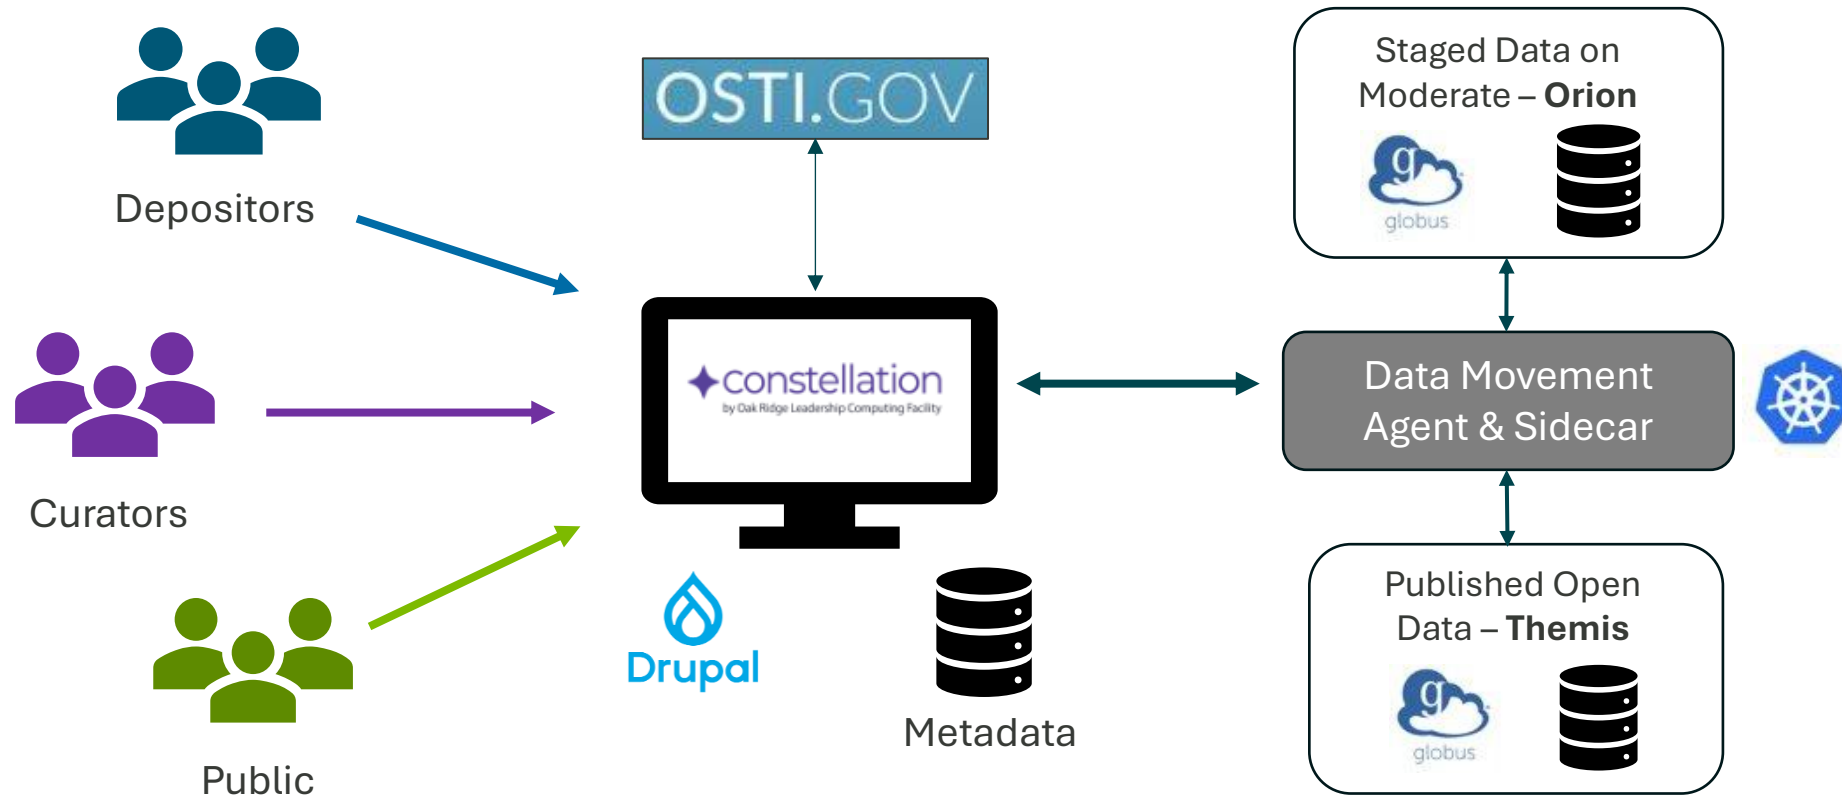 Depositors
Curators
Public
OSTI.GOV
constellation
by Oak Ridge Leadership Computing Facility
Drupal
Metadata
Staged Data on
Moderate – Orion
g
globus
Data Movement
Agent & Sidecar
Published Open
Data – Themis
g
globus